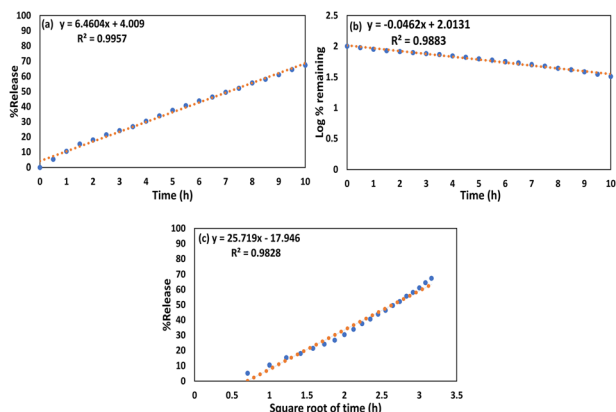 (a) y = 6.4604x + 4.009
R² = 0.9957
%Release
100
90
80
70
60
50
40
30
20
10
0
0 1 2 3 4 5 6 7 8 9 10
Time (h)
(b) y = -0.0462x + 2.0131
R² = 0.9883
Log % remaining
2.5
2
1.5
1
0.5
0
0 1 2 3 4 5 6 7 8 9 10
Time (h)
(c) y = 25.719x - 17.946
R² = 0.9828
%Release
100
90
80
70
60
50
40
30
20
10
0
0 0.5 1 1.5 2 2.5 3 3.5
Square root of time (h)